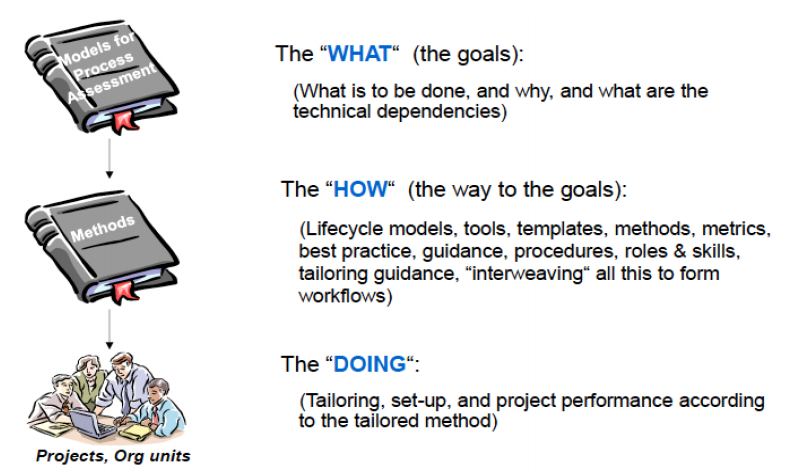 Models for
Process
Assessment
The “WHAT“ (the goals):
(What is to be done, and why, and what are the
technical dependencies)
Methods
The “HOW“ (the way to the goals):
(Lifecycle models, tools, templates, methods, metrics,
best practice, guidance, procedures, roles & skills,
tailoring guidance, “interweaving“ all this to form
workflows)
The “DOING“:
(Tailoring, set-up, and project performance according
to the tailored method)
Projects, Org units